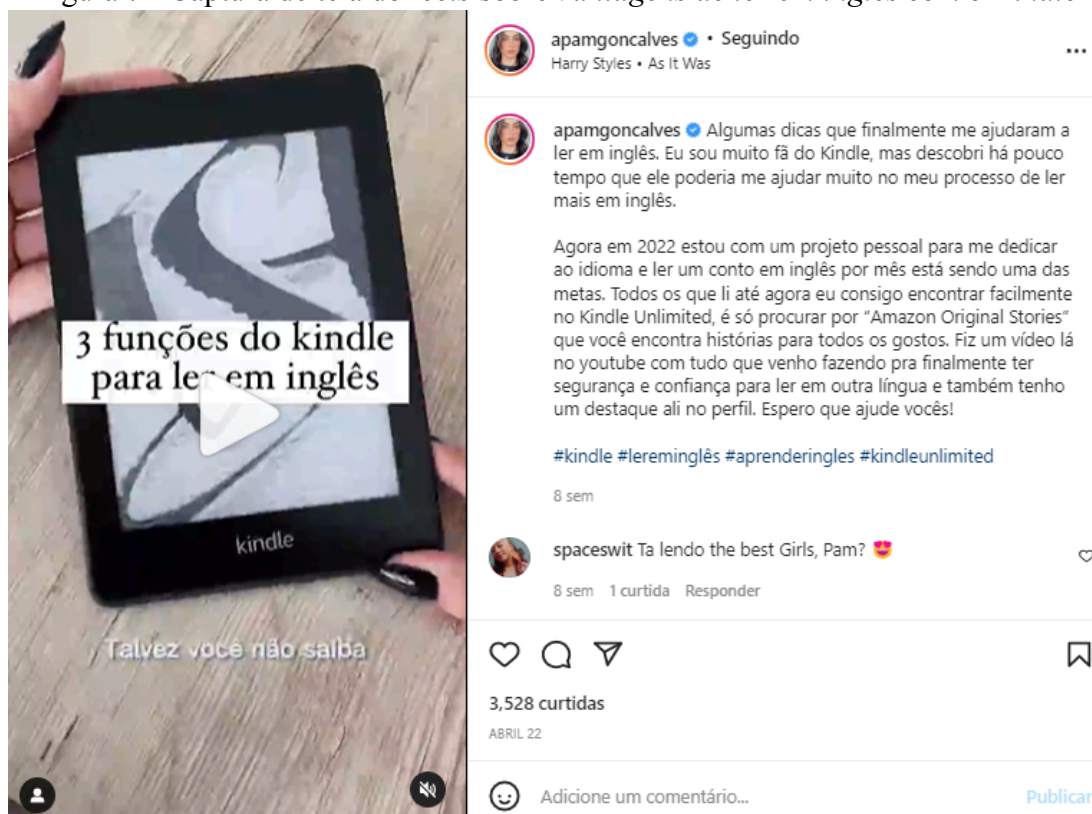 3 funções do kindle
para ler em inglês
kindle
Talvez você não saiba
apamgoncalves • Seguindo
Harry Styles • As It Was
apamgoncalves Algumas dicas que finalmente me ajudaram a
ler em inglês. Eu sou muito fã do Kindle, mas descobri há pouco
tempo que ele poderia me ajudar muito no meu processo de ler
mais em inglês.
Agora em 2022 estou com um projeto pessoal para me dedicar
ao idioma e ler um conto em inglês por mês está sendo uma das
metas. Todos os que li até agora eu consigo encontrar facilmente
no Kindle Unlimited, é só procurar por “Amazon Original Stories”
que você encontra histórias para todos os gostos. Fiz um vídeo lá
no youtube com tudo que venho fazendo pra finalmente ter
segurança e confiança para ler em outra língua e também tenho
um destaque ali no perfil. Espero que ajude vocês!
#kindle #lereminglês #aprenderingles #kindleunlimited
8 sem
spaceswit Ta lendo the best Girls, Pam? 😍
8 sem 1 curtida Responder
3,528 curtidas
ABRIL 22
Adicione um comentário...
Publicar